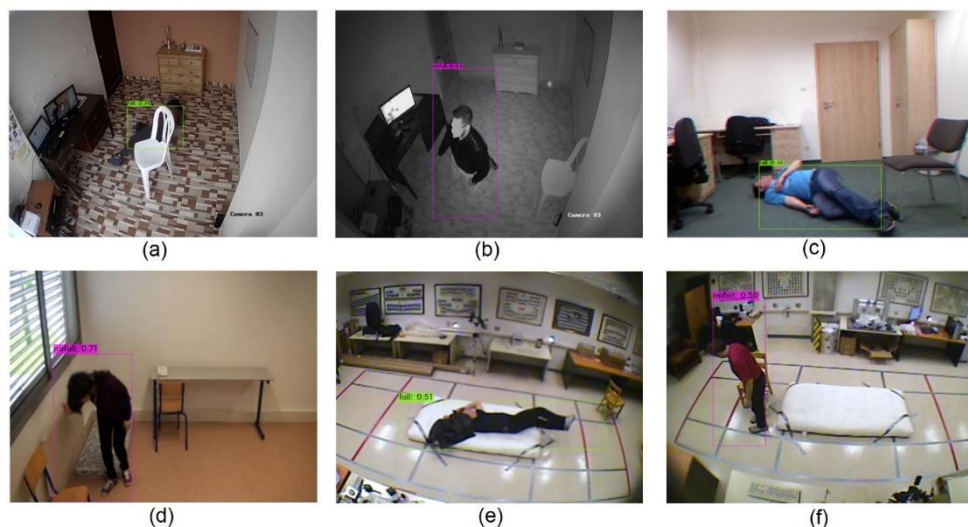 Camera 03
Camera 03
(a)
(b)
(c)
nofall: 0.71
fall: 0.51
nofall: 0.50
(d)
(e)
(f)